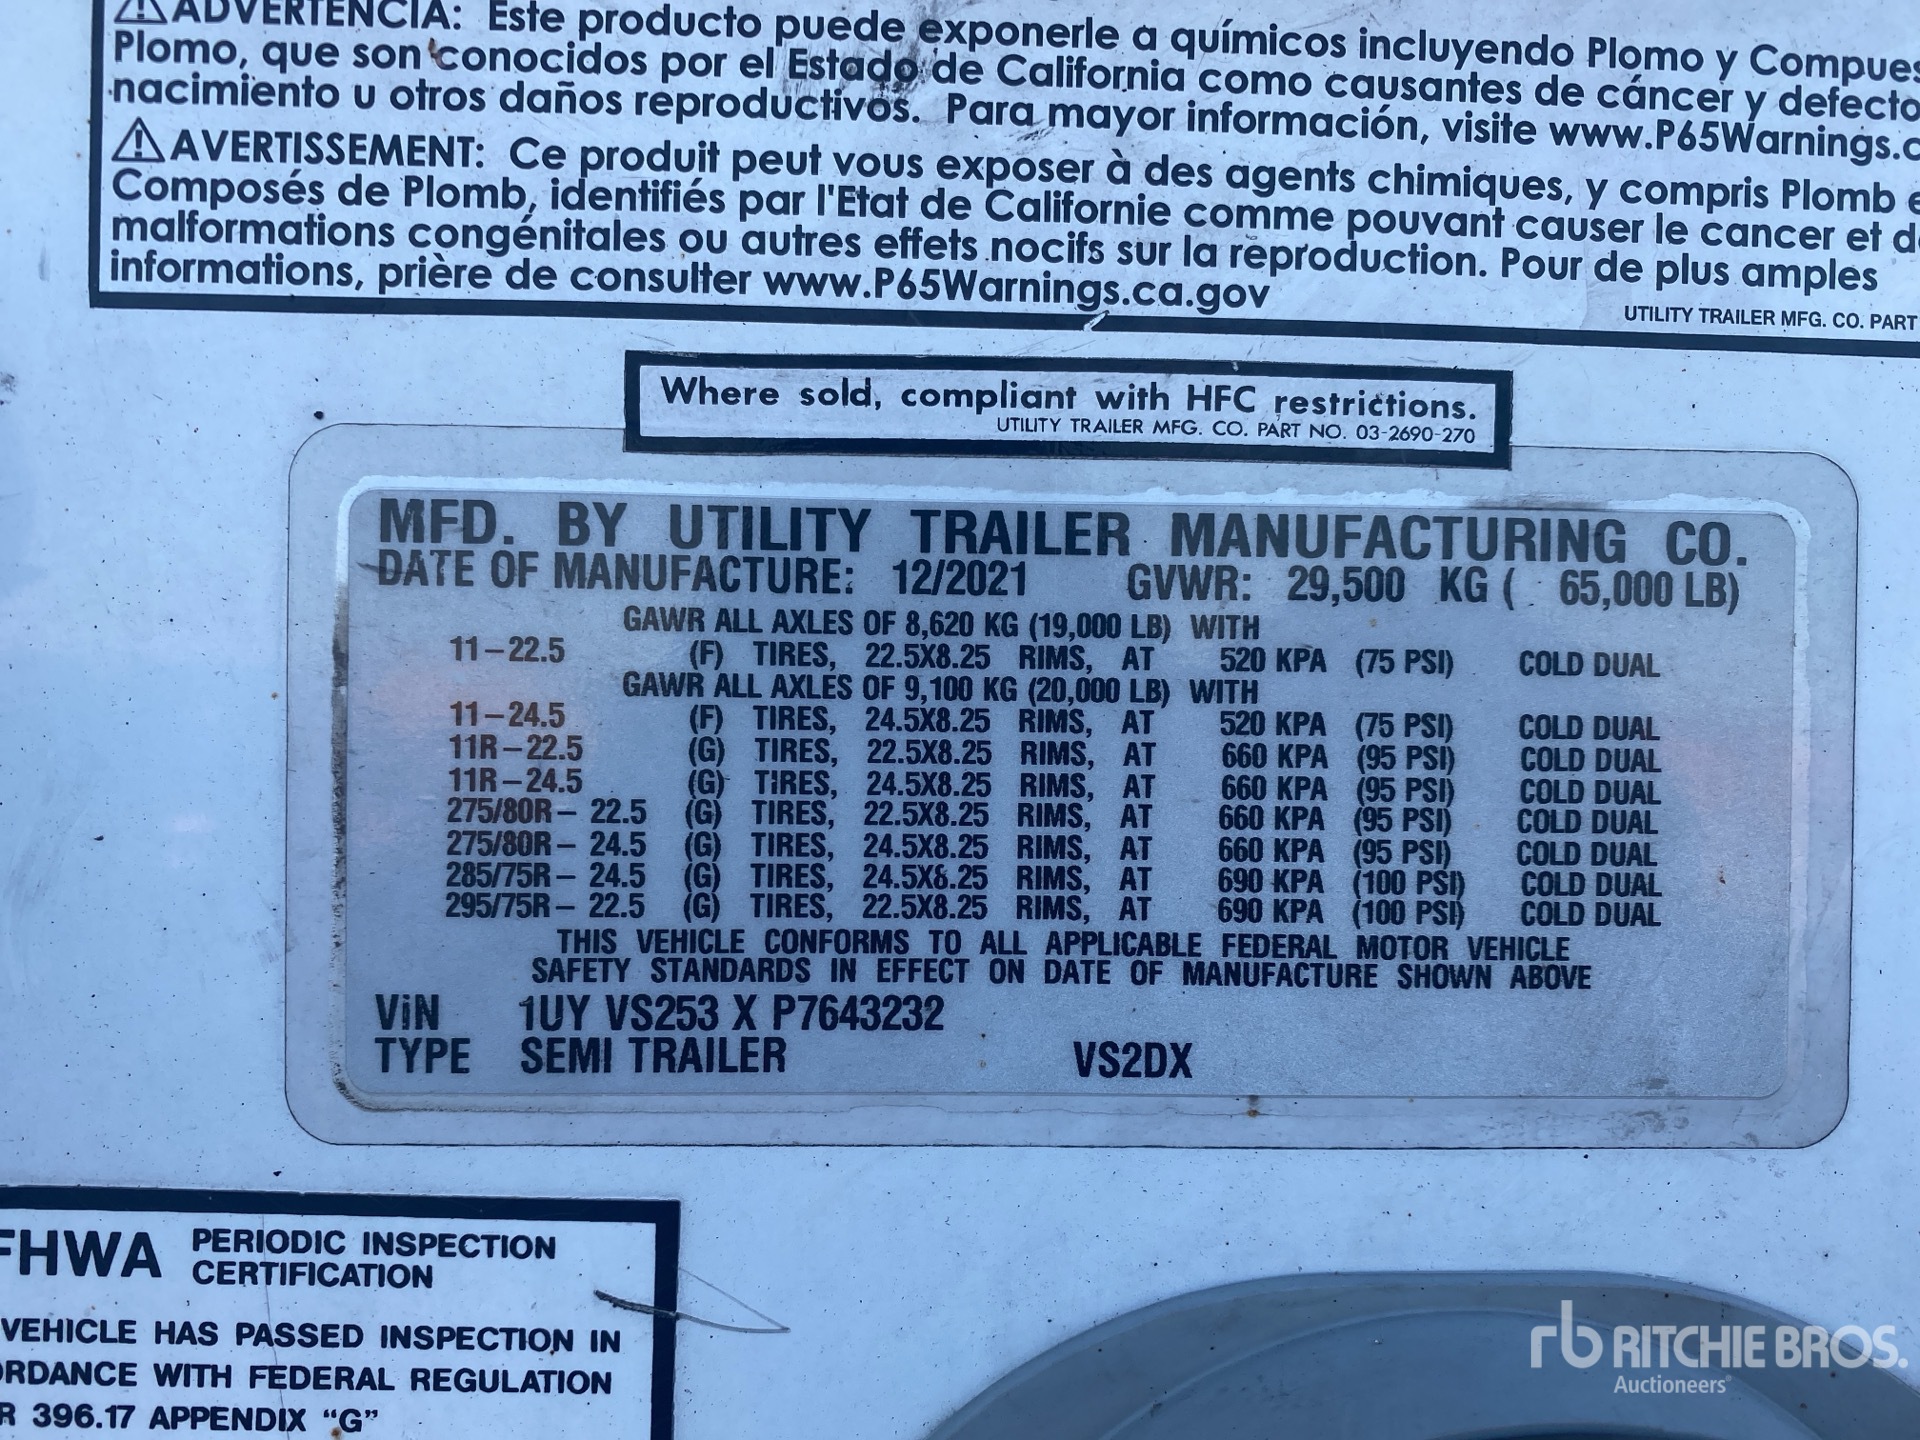 ⚠ADVERTENCIA: Este producto puede exponerle a químicos incluyendo Plomo y
Plomo, que son conocidos por el Estado de California como causantes de cáncer y
nacimiento u otros daños reproductivos. Para mayor información, visite
⚠AVERTISSEMENT: Ce produit peut vous exposer à des agents chimiques, y compris Plomb
Composés de Plomb, identifiés par l'Etat de Californie comme pouvant causer le cancer et
malformations congénitales ou autres effets nocifs sur la reproduction. Pour de plus amples
informations, prière de consulter www.P65Warnings.ca.gov
UTILITY TRAILER MFG. CO. PART
Where sold, compliant with HFC restrictions.
UTILITY TRAILER MFG. CO. PART NO. 03-2690-270
MFD. BY UTILITY TRAILER MANUFACTURING CO.
DATE OF MANUFACTURE: 12/2021 GVWR: 29,500 KG ( 65,000 LB)
GAWR ALL AXLES OF 8,620 KG (19,000 LB) WITH
11-22.5 (F) TIRES, 22.5X8.25 RIMS, AT 520 KPA (75 PSI) COLD DUAL
GAWR ALL AXLES OF 9,100 KG (20,000 LB) WITH
11-24.5 (F) TIRES, 24.5X8.25 RIMS, AT 520 KPA (75 PSI) COLD DUAL
11R-22.5 (G) TIRES, 22.5X8.25 RIMS, AT 660 KPA (95 PSI) COLD DUAL
11R-24.5 (G) TIRES, 24.5X8.25 RIMS, AT 660 KPA (95 PSI) COLD DUAL
275/80R- 22.5 (G) TIRES, 22.5X8.25 RIMS, AT 660 KPA (95 PSI) COLD DUAL
275/80R- 24.5 (G) TIRES, 24.5X8.25 RIMS, AT 660 KPA (95 PSI) COLD DUAL
285/75R- 24.5 (G) TIRES, 24.5X8.25 RIMS, AT 690 KPA (100 PSI) COLD DUAL
295/75R- 22.5 (G) TIRES, 22.5X8.25 RIMS, AT 690 KPA (100 PSI) COLD DUAL
THIS VEHICLE CONFORMS TO ALL APPLICABLE FEDERAL MOTOR VEHICLE
SAFETY STANDARDS IN EFFECT ON DATE OF MANUFACTURE SHOWN ABOVE
VIN 1UY VS253 X P7643232
TYPE SEMI TRAILER VS2DX
FHWA PERIODIC INSPECTION
CERTIFICATION
VEHICLE HAS PASSED INSPECTION IN
WITH FEDERAL REGULATION
396.17 APPENDIX "G"
rb RITCHIE BROS.
Auctioneers